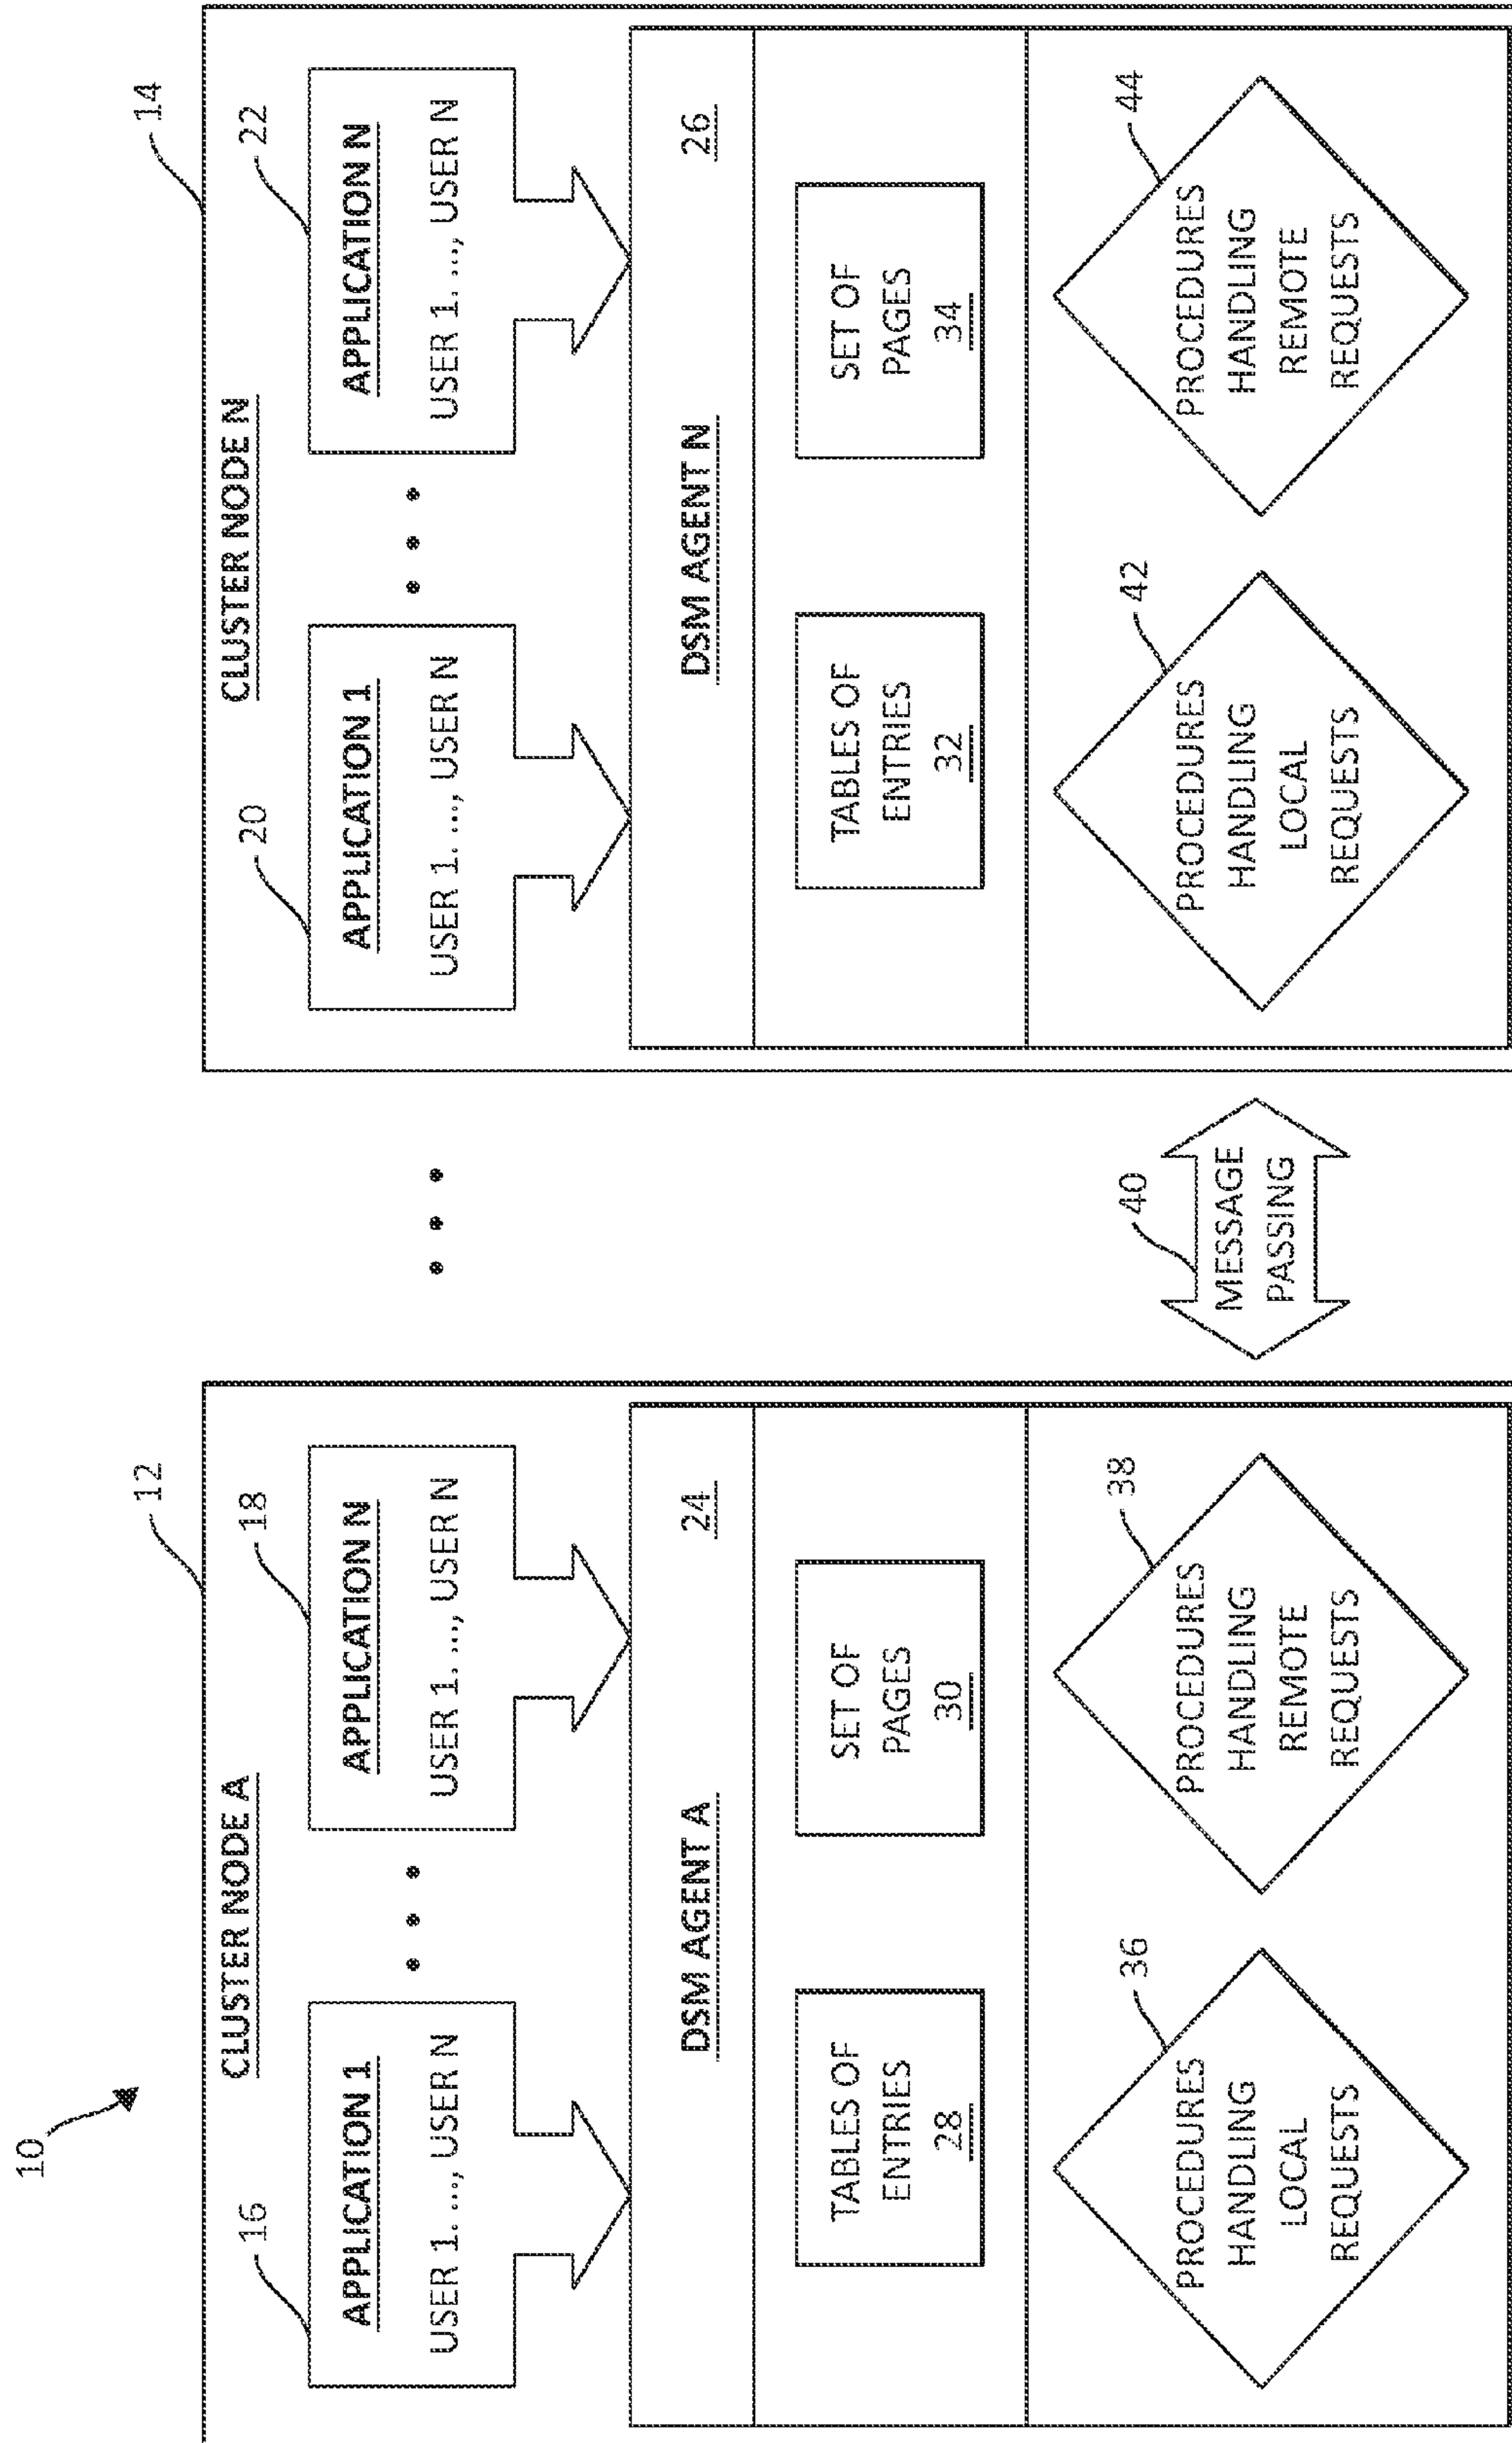 10
12
CLUSTER NODE A
16
APPLICATION 1
USER 1. ..., USER N
• • •
18
APPLICATION N
USER 1. ..., USER N
DSM AGENT A
24
TABLES OF
ENTRIES
28
SET OF
PAGES
30
36
PROCEDURES
HANDLING
LOCAL
REQUESTS
38
PROCEDURES
HANDLING
REMOTE
REQUESTS
• • •
40
MESSAGE
PASSING
14
CLUSTER NODE N
20
APPLICATION 1
USER 1. ..., USER N
• • •
22
APPLICATION N
USER 1. ..., USER N
DSM AGENT N
26
TABLES OF
ENTRIES
32
SET OF
PAGES
34
42
PROCEDURES
HANDLING
LOCAL
REQUESTS
44
PROCEDURES
HANDLING
REMOTE
REQUESTS